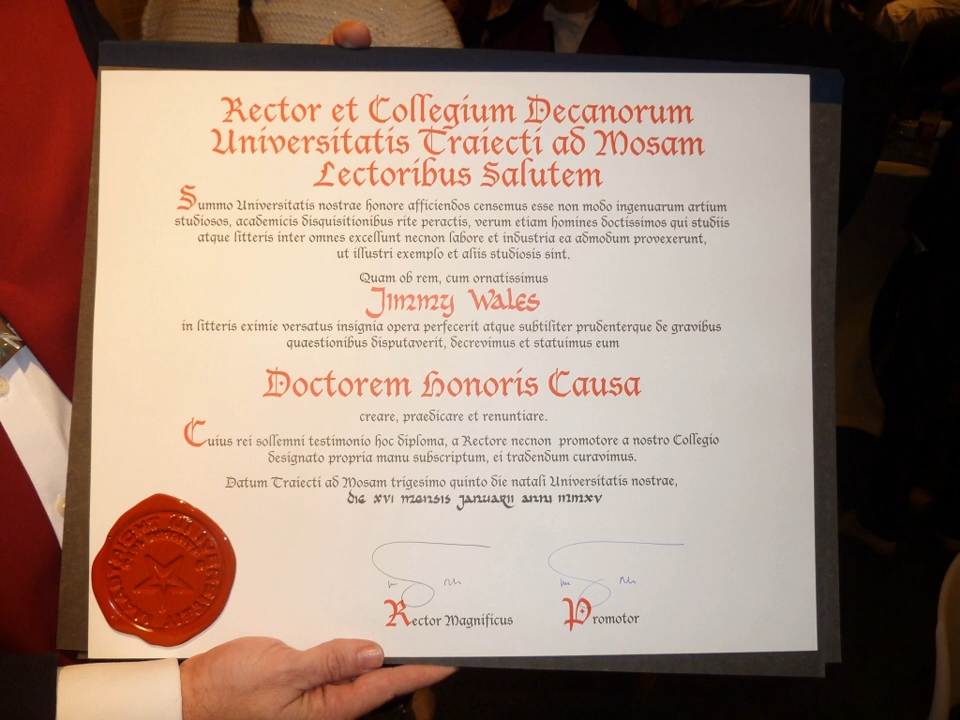 Rector et Collegium Decanorum
Universitatis Traiecti ad Mosam
Lectoribus Salutem
Summo Universitatis nostrae honore afficiendos censemus esse non modo ingenuarum artium
studiosos, academicis disquisitionibus rite peractis, verum etiam homines doctissimos qui studiis
atque litteris inter omnes excellunt necnon labore et industria ea admodum provexerunt,
ut illustri exemplo et aliis studiosis sint.
Quam ob rem, cum ornatissimus
Jimmy Wales
in litteris eximie versatus insignia opera perfecerit atque subtiliter prudenterque de gravibus
quaestionibus disputaverit, decrevimus et statuimus eum
Doctorem Honoris Causa
creare, praedicare et renuntiare.
Cuius rei sollemni testimonio hoc diploma, a Rectore necnon promotore a nostro Collegio
designato propria manu subscriptum, ei tradendum curavimus.
Datum Traiecti ad Mosam trigesimo quinto die natali Universitatis nostrae,
die XVI mensis Januarii anni MMXV
Rector Magnificus
Promotor